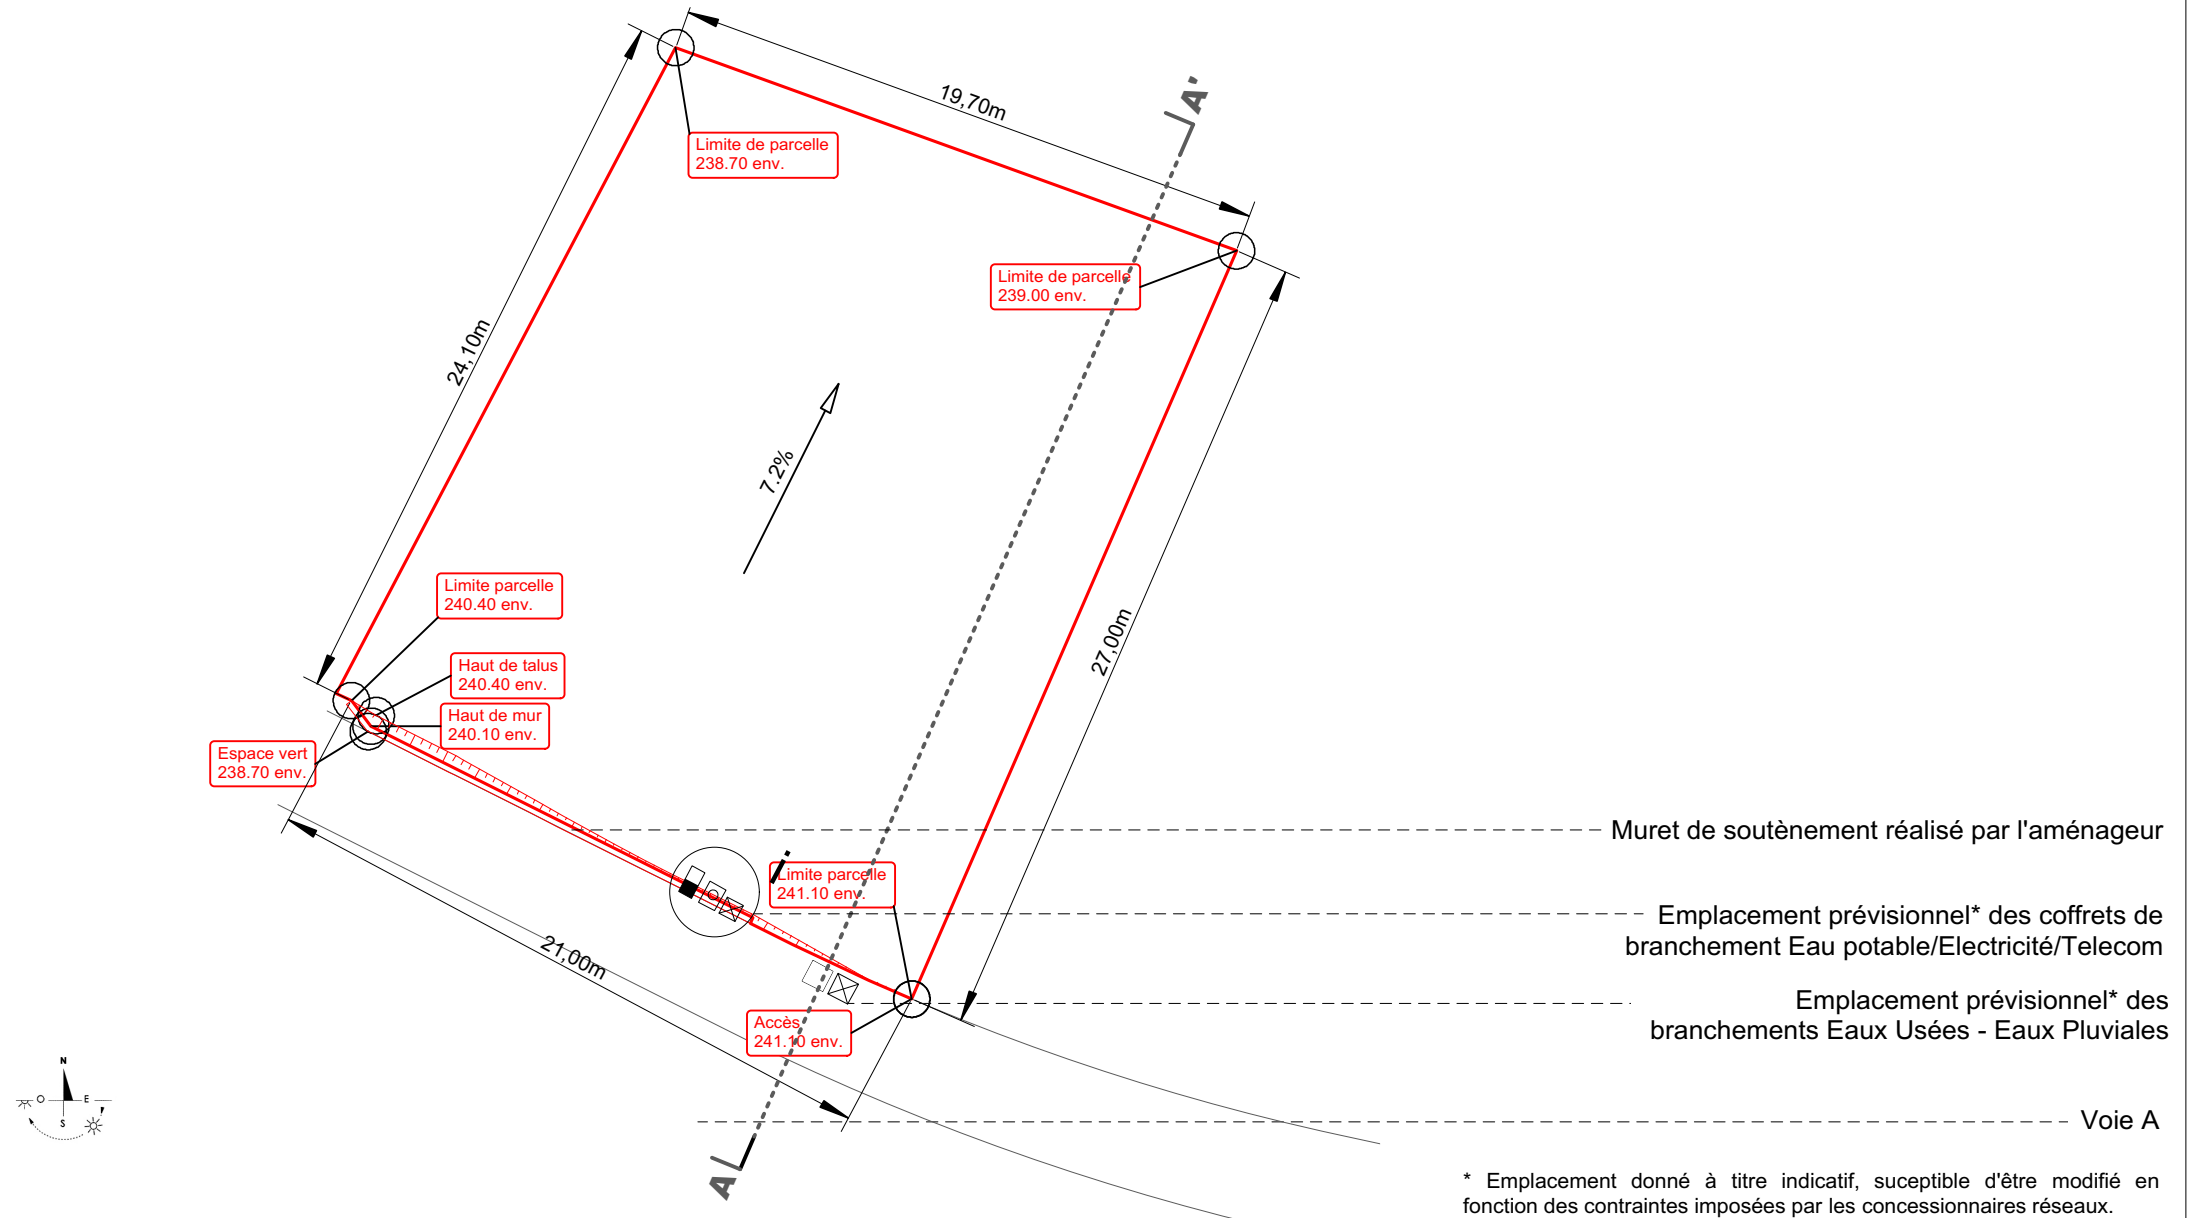 A'
19,70m
Limite de parcelle
238.70 env.
Limite de parcelle
239.00 env.
24,10m
7.2%
Limite parcelle
240.40 env.
27,00m
Haut de talus
240.40 env.
Haut de mur
240.10 env.
Espace vert
238.70 env.
Muret de soutènement réalisé par l'aménageur
Limite parcelle
241.10 env.
Emplacement prévisionnel* des coffrets de
branchement Eau potable/Electricité/Telecom
21,00m
Emplacement prévisionnel* des
branchements Eaux Usées - Eaux Pluviales
Accès
241.10 env.
N
O
E
S
Voie A
A
* Emplacement donné à titre indicatif, suceptible d'être modifié en
fonction des contraintes imposées par les concessionnaires réseaux.